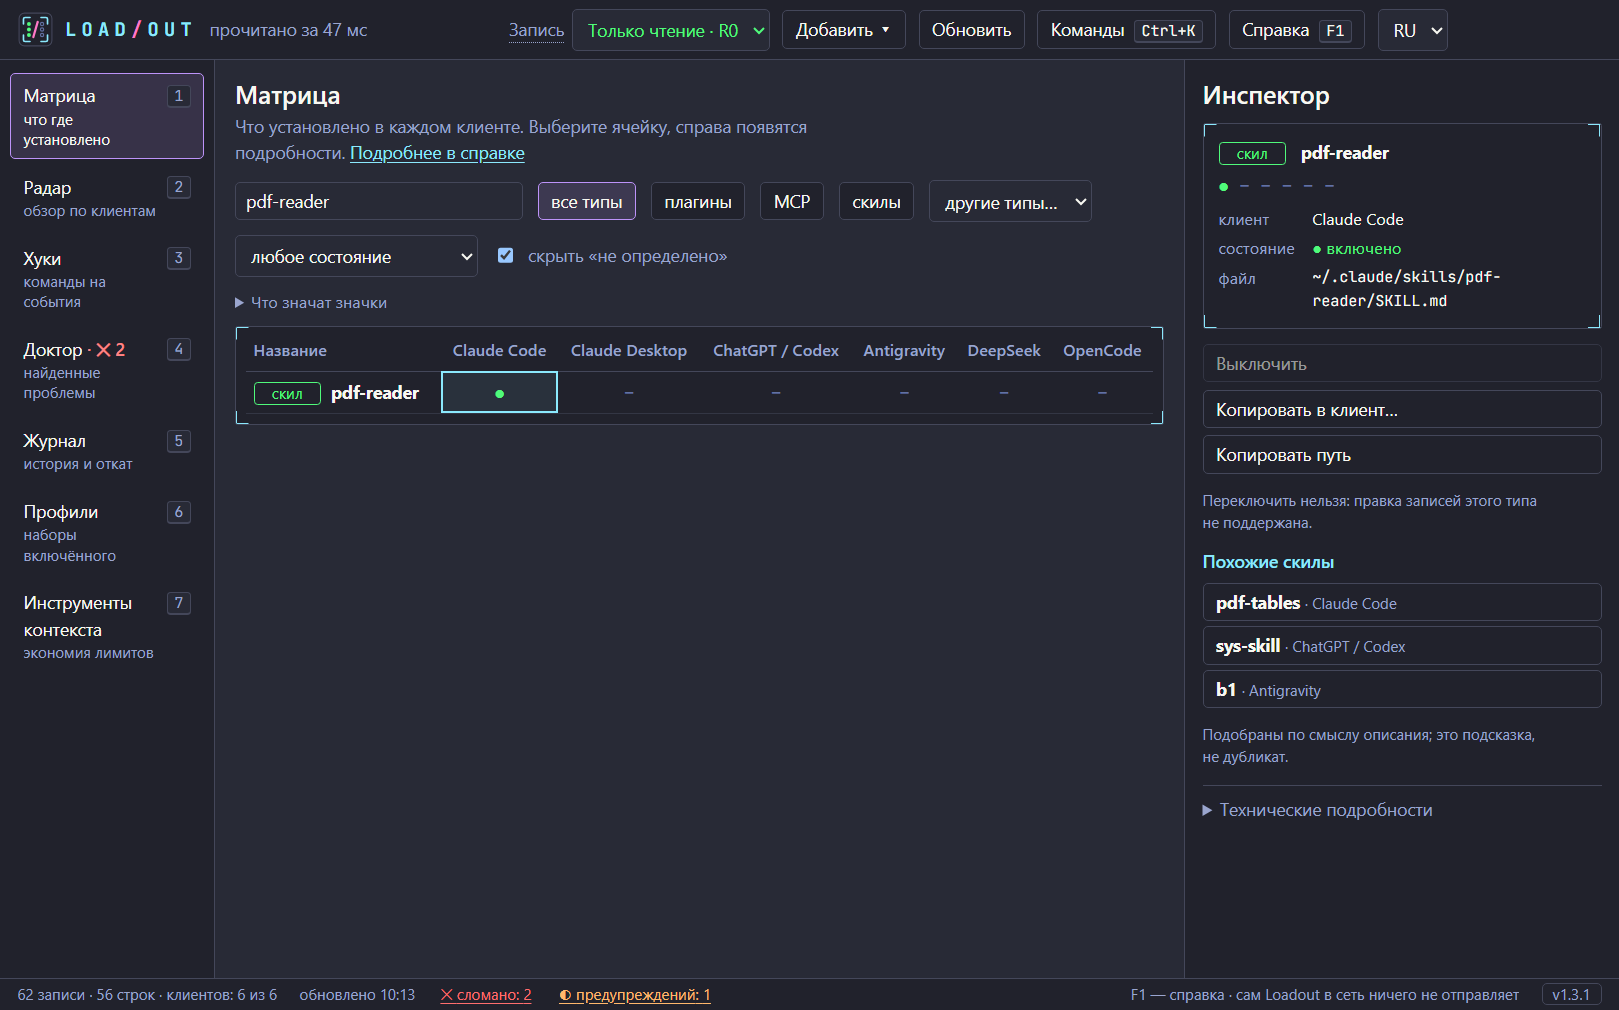 LOAD/OUT прочитано за 47 мс Запись Только чтение · R0 Добавить ▾ Обновить Команды Ctrl+K Справка F1 RU
Матрица 1
что где
установлено
Радар 2
обзор по клиентам
Хуки 3
команды на
события
Доктор · ✕ 2 4
найденные
проблемы
Журнал 5
история и откат
Профили 6
наборы
включённого
Инструменты 7
контекста
экономия лимитов
Матрица
Что установлено в каждом клиенте. Выберите ячейку, справа появятся
подробности. Подробнее в справке
pdf-reader все типы плагины MCP скилы другие типы...
любое состояние скрыть «не определено»
▶ Что значат значки
Название Claude Code Claude Desktop ChatGPT / Codex Antigravity DeepSeek OpenCode
скил pdf-reader ● – – – – –
Инспектор
скил pdf-reader
● – – – – –
клиент Claude Code
состояние ● включено
файл ~/.claude/skills/pdf-
reader/SKILL.md
Выключить
Копировать в клиент...
Копировать путь
Переключить нельзя: правка записей этого типа
не поддержана.
Похожие скилы
pdf-tables · Claude Code
sys-skill · ChatGPT / Codex
b1 · Antigravity
Подобраны по смыслу описания; это подсказка,
не дубликат.
▶ Технические подробности
62 записи · 56 строк · клиентов: 6 из 6 обновлено 10:13 ✕ сломано: 2 ◐ предупреждений: 1 F1 — справка · сам Loadout в сеть ничего не отправляет v1.3.1